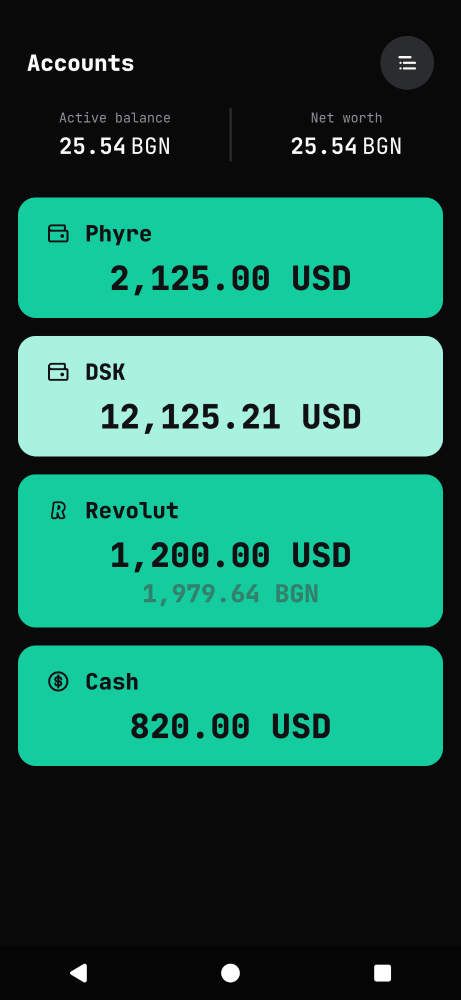 Accounts
Active balance
25.54 BGN
Net worth
25.54 BGN
Phyre
2,125.00 USD
DSK
12,125.21 USD
Revolut
1,200.00 USD
1,979.64 BGN
Cash
820.00 USD